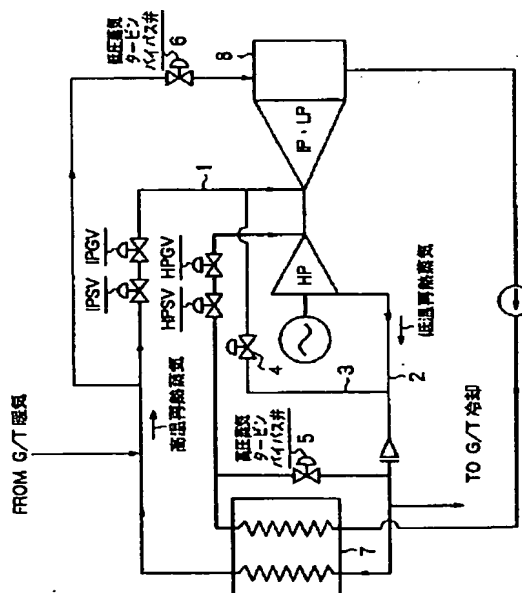 FROM G/T 暖気
低圧蒸気
タービン
バイパス弁
6
IPSV
IPGV
1
高温再熱蒸気
HPSV
HPGV
8
IP・LP
HP
4
3
2
低温再熱蒸気
高圧蒸気タービン
バイパス弁
5
7
TO G/T 冷却